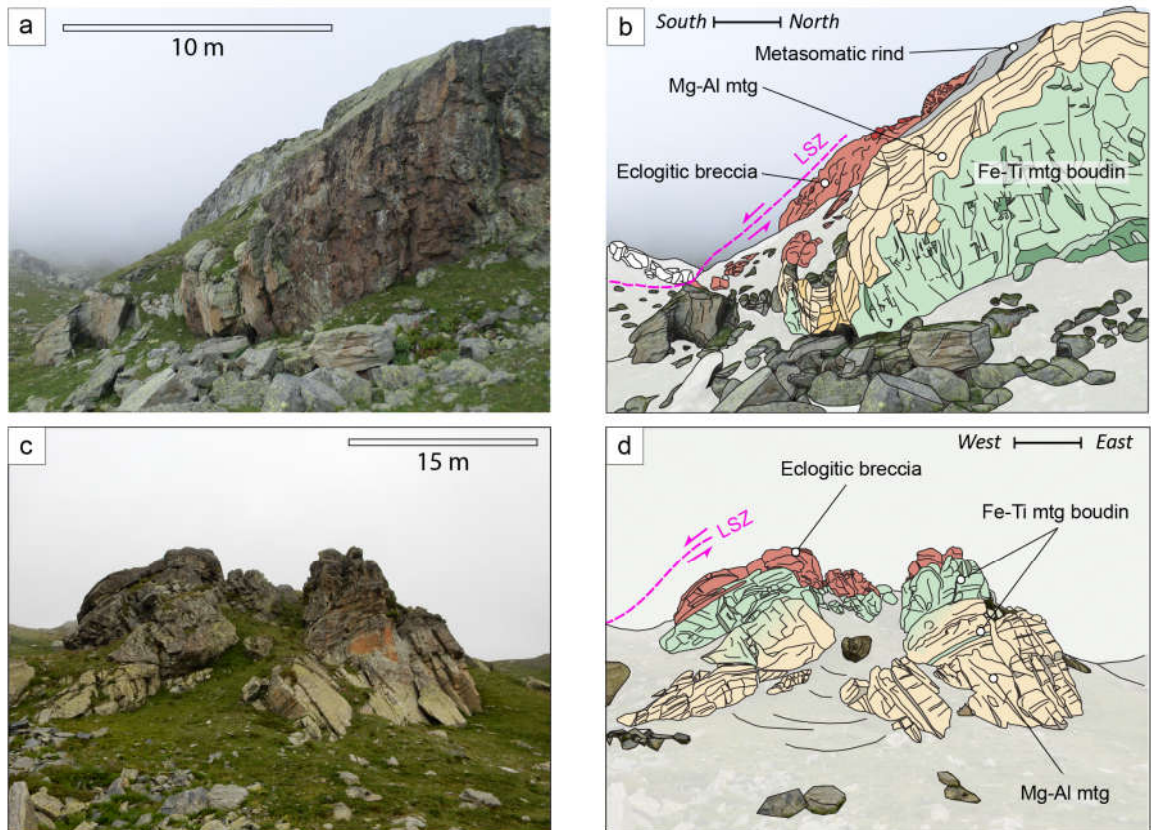 a
10 m
b
South
North
Metasomatic rind
Mg-Al mtg
LSZ
Eclogitic breccia
Fe-Ti mtg boudin
c
15 m
d
West
East
Eclogitic breccia
Fe-Ti mtg boudin
LSZ
Mg-Al mtg